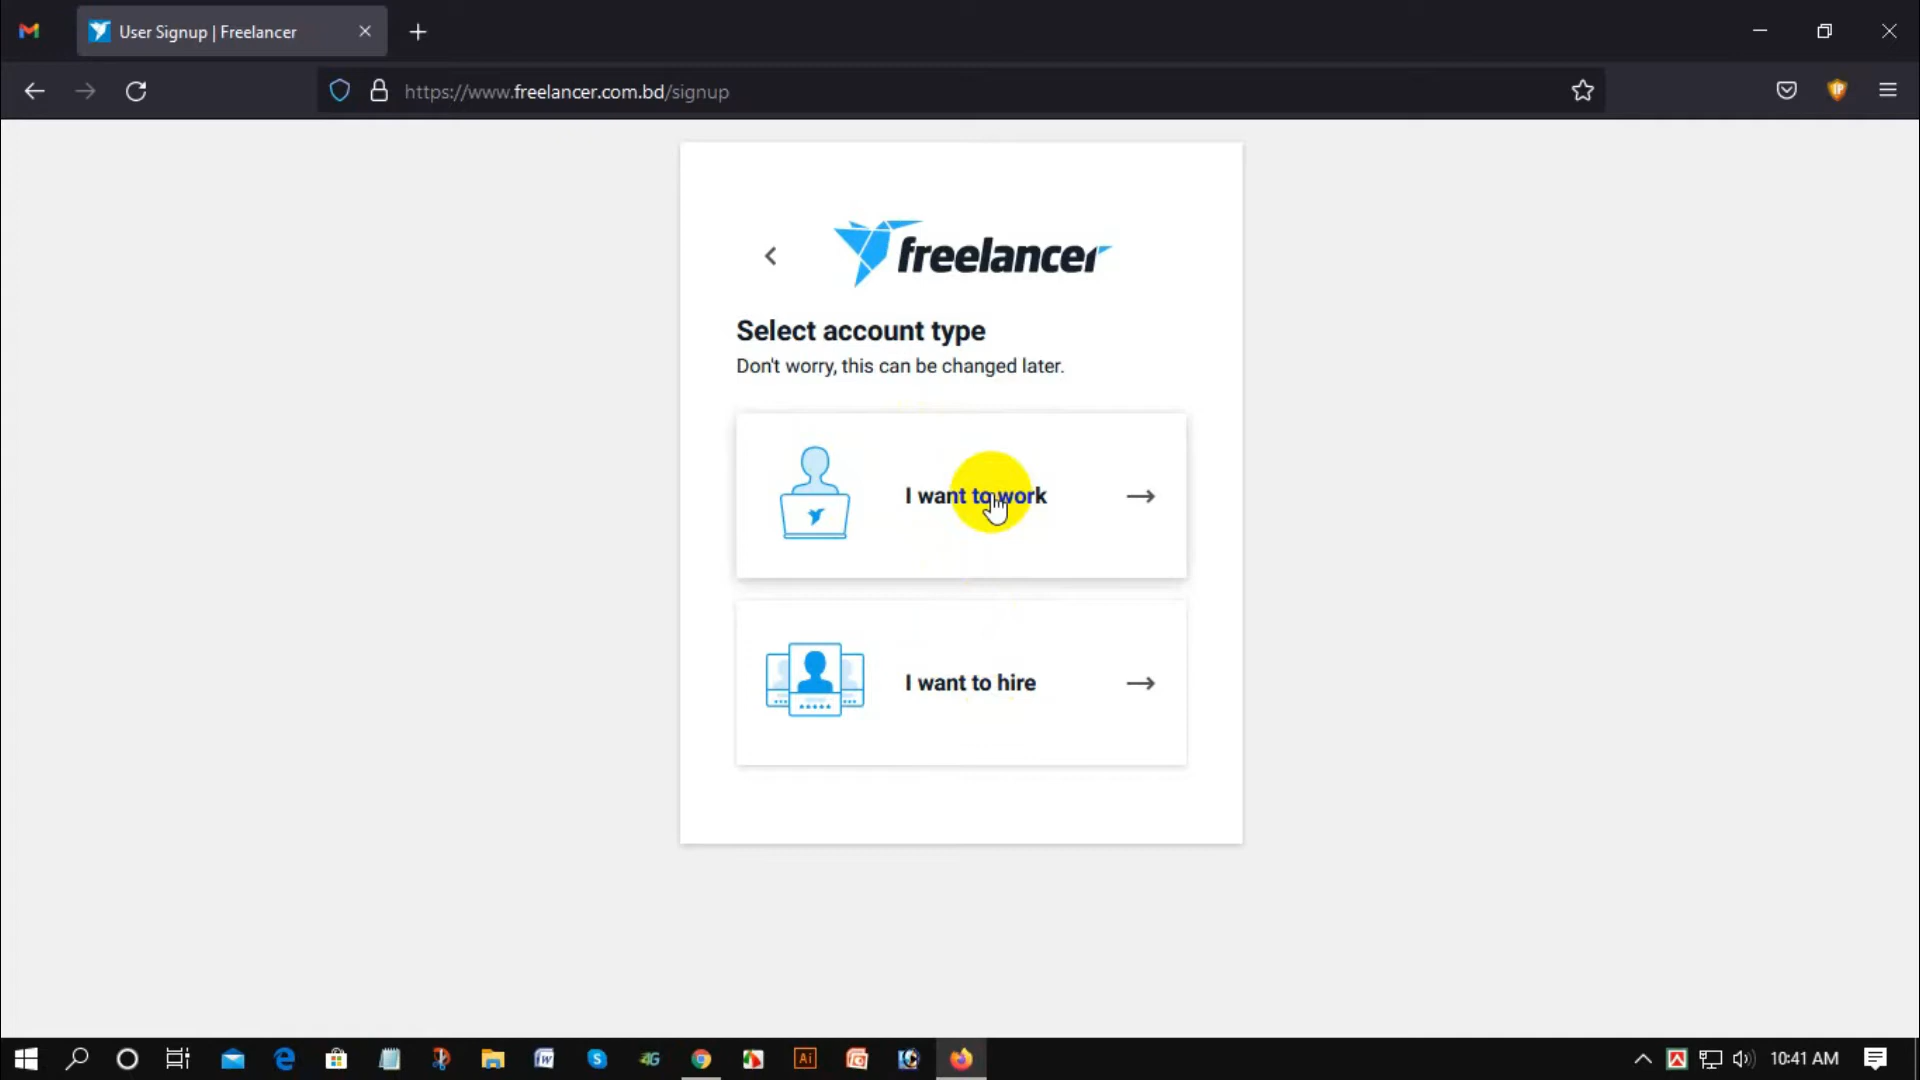 User Signup | Freelancer
https://www.freelancer.com.bd/signup
freelancer
Select account type
Don't worry, this can be changed later.
I want to work
I want to hire
10:41 AM